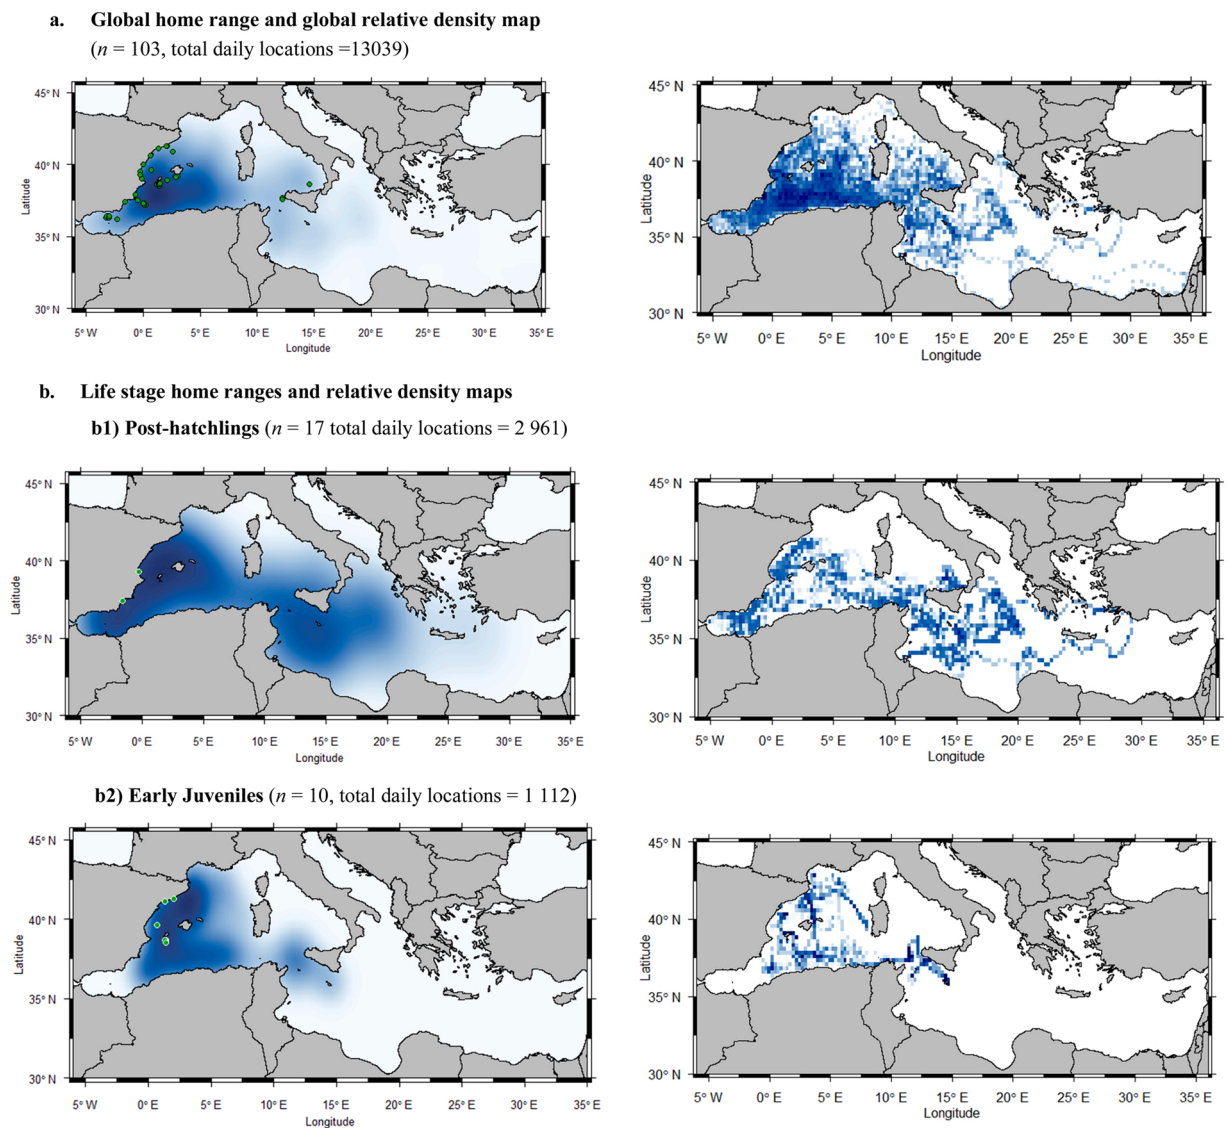 a. Global home range and global relative density map
(n = 103, total daily locations =13039)
45° N
40° N
35° N
30° N
Latitude
5° W 0° E 5° E 10° E 15° E 20° E 25° E 30° E 35° E
Longitude
45° N
40° N
35° N
30° N
Latitude
5° W 0° E 5° E 10° E 15° E 20° E 25° E 30° E 35° E
Longitude
b. Life stage home ranges and relative density maps
b1) Post-hatchlings (n = 17 total daily locations = 2 961)
45° N
40° N
35° N
30° N
Latitude
5° W 0° E 5° E 10° E 15° E 20° E 25° E 30° E 35° E
Longitude
45° N
40° N
35° N
30° N
Latitude
5° W 0° E 5° E 10° E 15° E 20° E 25° E 30° E 35° E
Longitude
b2) Early Juveniles (n = 10, total daily locations = 1 112)
45° N
40° N
35° N
30° N
Latitude
5° W 0° E 5° E 10° E 15° E 20° E 25° E 30° E 35° E
Longitude
45° N
40° N
35° N
30° N
Latitude
5° W 0° E 5° E 10° E 15° E 20° E 25° E 30° E 35° E
Longitude